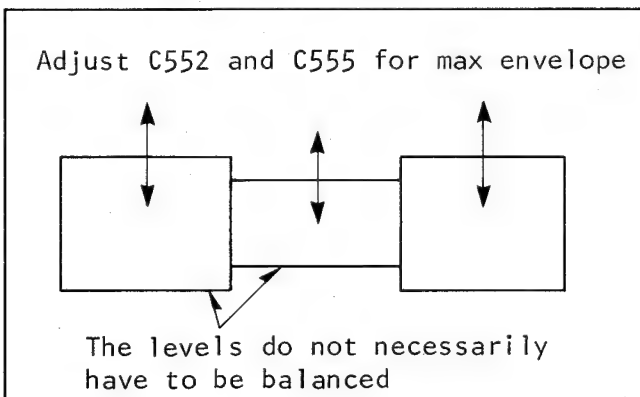 Adjust C552 and C555 for max envelope
The levels do not necessarily
have to be balanced